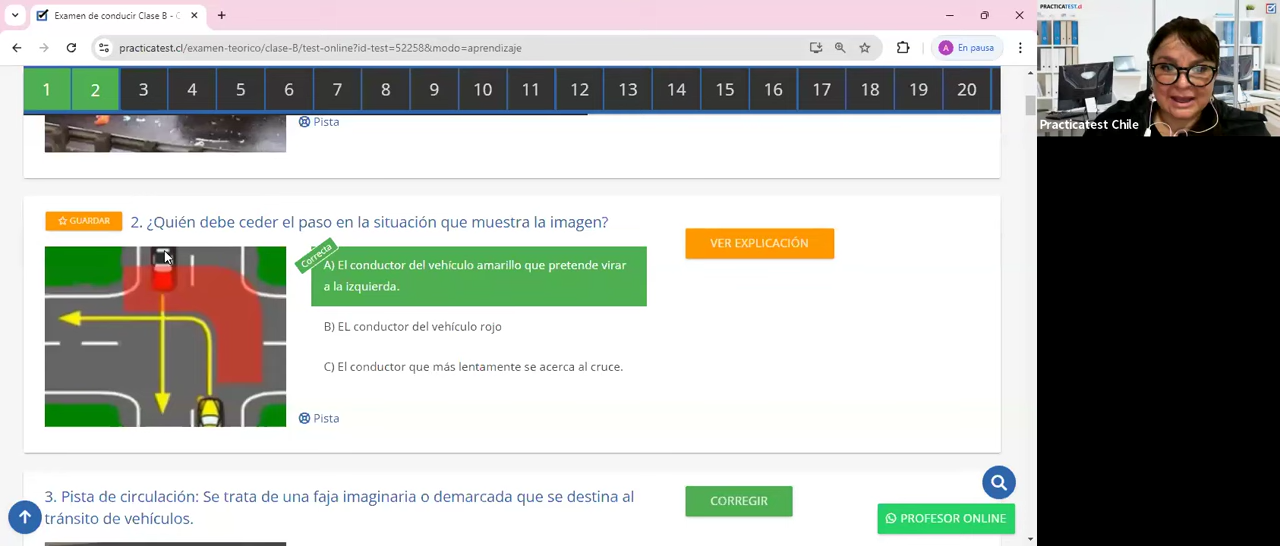 Examen de conducir Clase B - C
practicatest.cl/examen-teorico/clase-B/test-online?id-test=52258&modo=aprendizaje
A En pausa
PRACTICATEST.cl
Practicatest Chile
1 2 3 4 5 6 7 8 9 10 11 12 13 14 15 16 17 18 19 20
Pista
GUARDAR
2. ¿Quién debe ceder el paso en la situación que muestra la imagen?
VER EXPLICACIÓN
Correcta
A) El conductor del vehículo amarillo que pretende virar
a la izquierda.
B) EL conductor del vehículo rojo
C) El conductor que más lentamente se acerca al cruce.
Pista
3. Pista de circulación: Se trata de una faja imaginaria o demarcada que se destina al
tránsito de vehículos.
CORREGIR
PROFESOR ONLINE